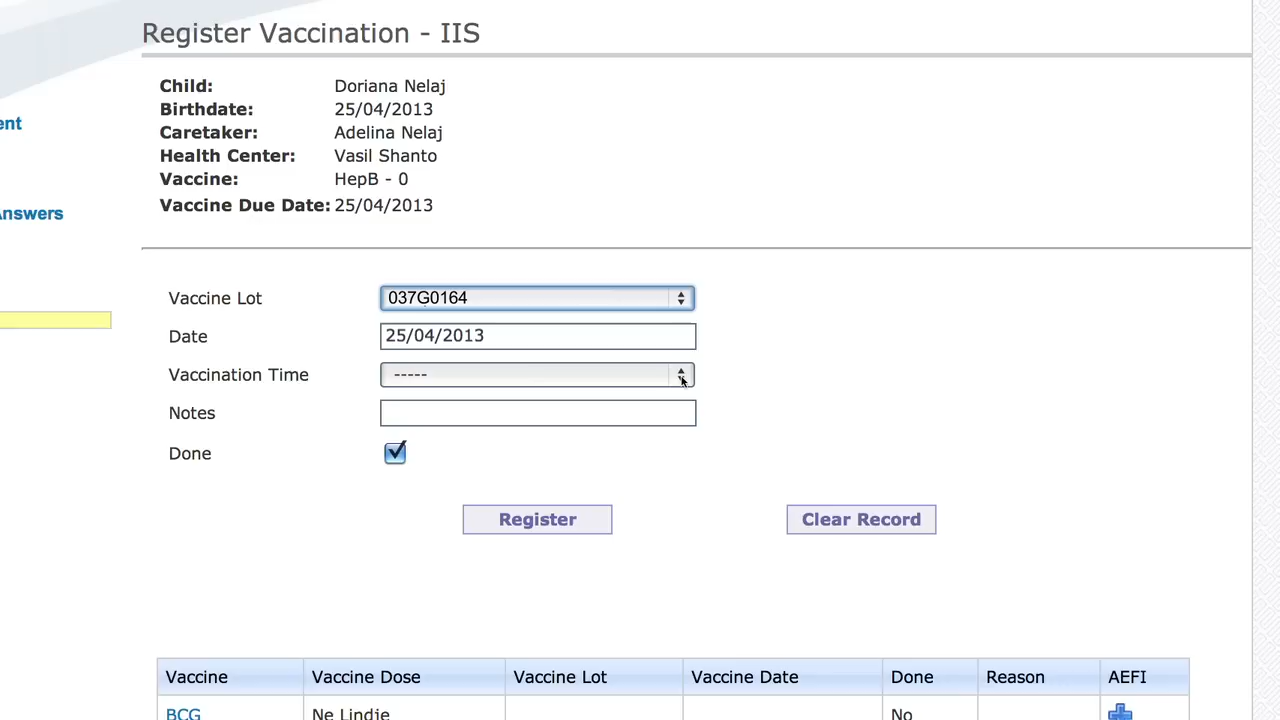 Register Vaccination - IIS
Child: Doriana Nelaj
Birthdate: 25/04/2013
ent
Caretaker: Adelina Nelaj
Health Center: Vasil Shanto
Vaccine: HepB - 0
Vaccine Due Date: 25/04/2013
Answers
Vaccine Lot 037G0164
Date 25/04/2013
Vaccination Time -----
Notes
Done
Register Clear Record
Vaccine Vaccine Dose Vaccine Lot Vaccine Date Done Reason AEFI
BCG Ne Lindje No